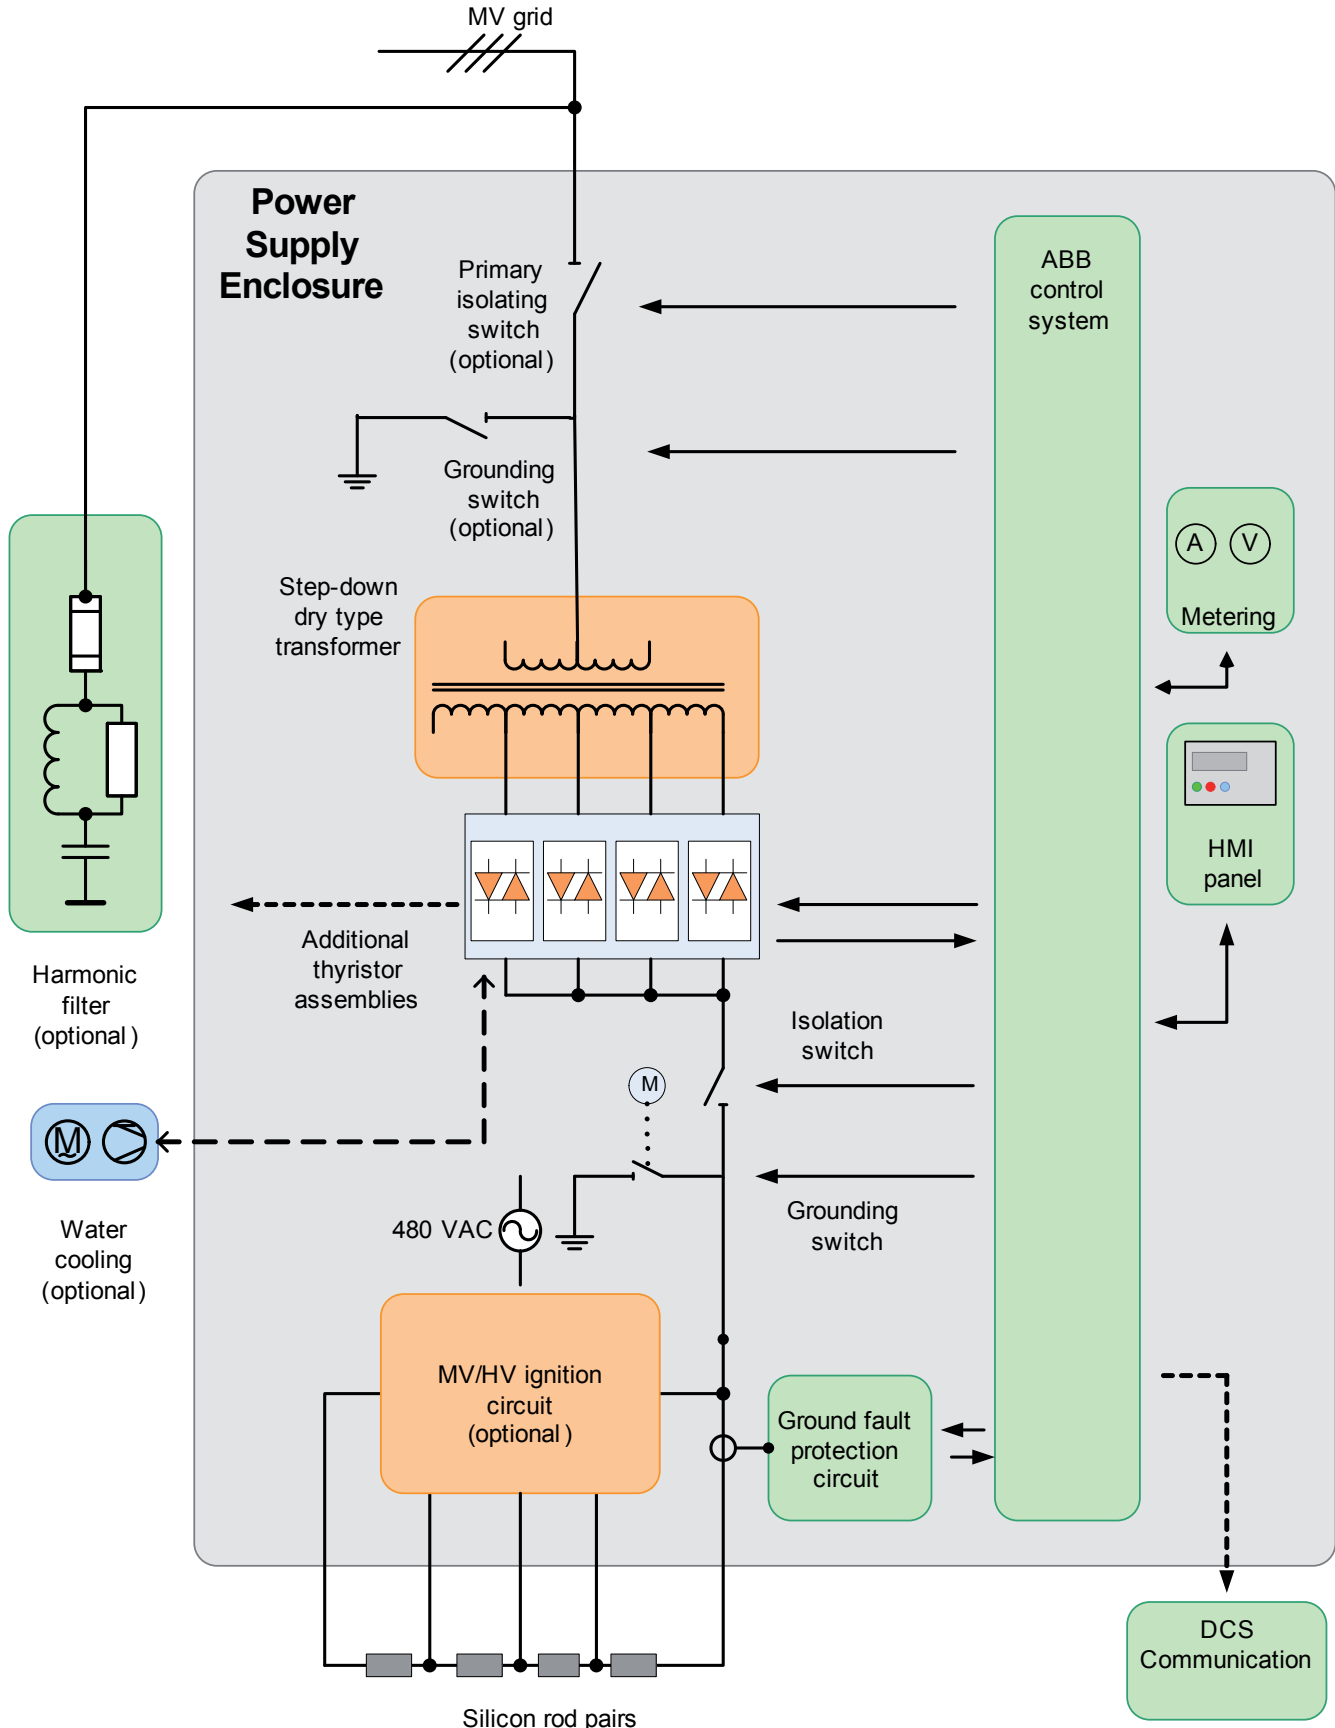 MV grid
Power
Supply
Enclosure
Primary
isolating
switch
(optional)
ABB
control
system
Grounding
switch
(optional)
A
V
Metering
Step-down
dry type
transformer
HMI
panel
Additional
thyristor
assemblies
Harmonic
filter
(optional)
Isolation
switch
M
M
Water
cooling
(optional)
480 VAC
Grounding
switch
MV/HV ignition
circuit
(optional)
Ground fault
protection
circuit
DCS
Communication
Silicon rod pairs